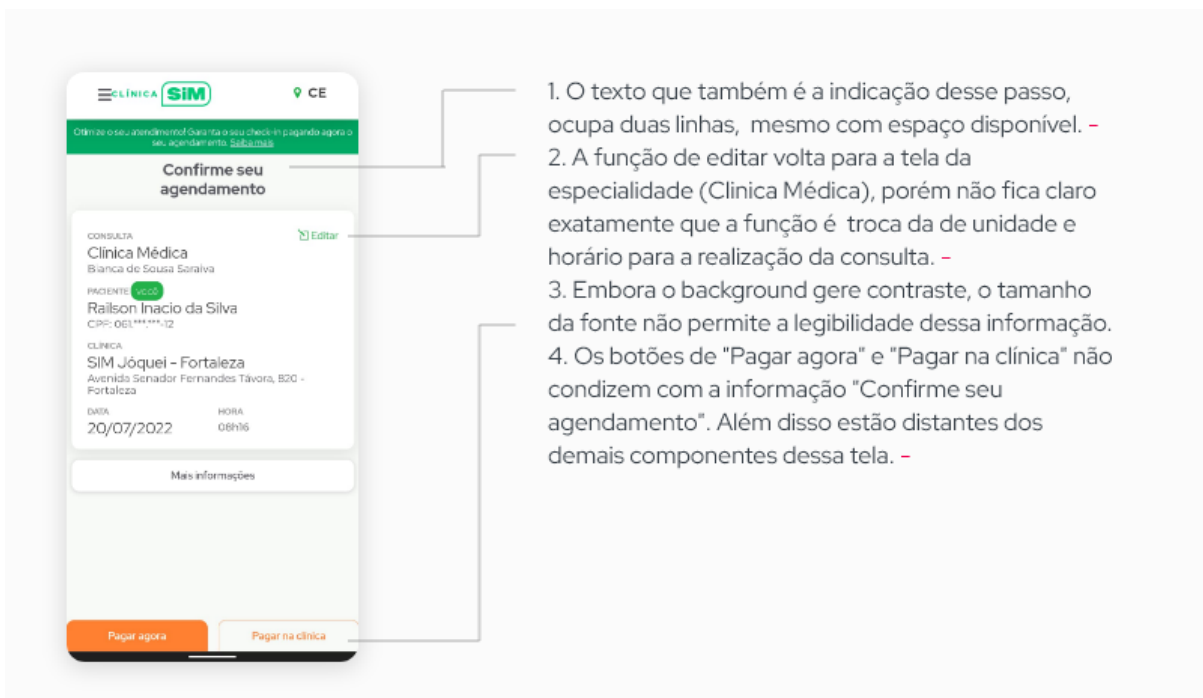 CLÍNICA SiM
CE
Otimize o seu atendimento! Garanta o seu check-in pagando agora o
seu agendamento. Saiba mais
Confirme seu
agendamento
CONSULTA
Editar
Clínica Médica
Bianca de Sousa Saraiva
PACIENTE você
Railson Inacio da Silva
CPF: 061.***.***-12
CLÍNICA
SIM Jóquei - Fortaleza
Avenida Senador Fernandes Távora, 820 -
Fortaleza
DATA
HORA
20/07/2022
08h16
Mais informações
Pagar agora
Pagar na clínica
1. O texto que também é a indicação desse passo,
ocupa duas linhas, mesmo com espaço disponível. -
2. A função de editar volta para a tela da
especialidade (Clinica Médica), porém não fica claro
exatamente que a função é troca da de unidade e
horário para a realização da consulta. -
3. Embora o background gere contraste, o tamanho
da fonte não permite a legibilidade dessa informação.
4. Os botões de "Pagar agora" e "Pagar na clínica" não
condizem com a informação "Confirme seu
agendamento". Além disso estão distantes dos
demais componentes dessa tela. -